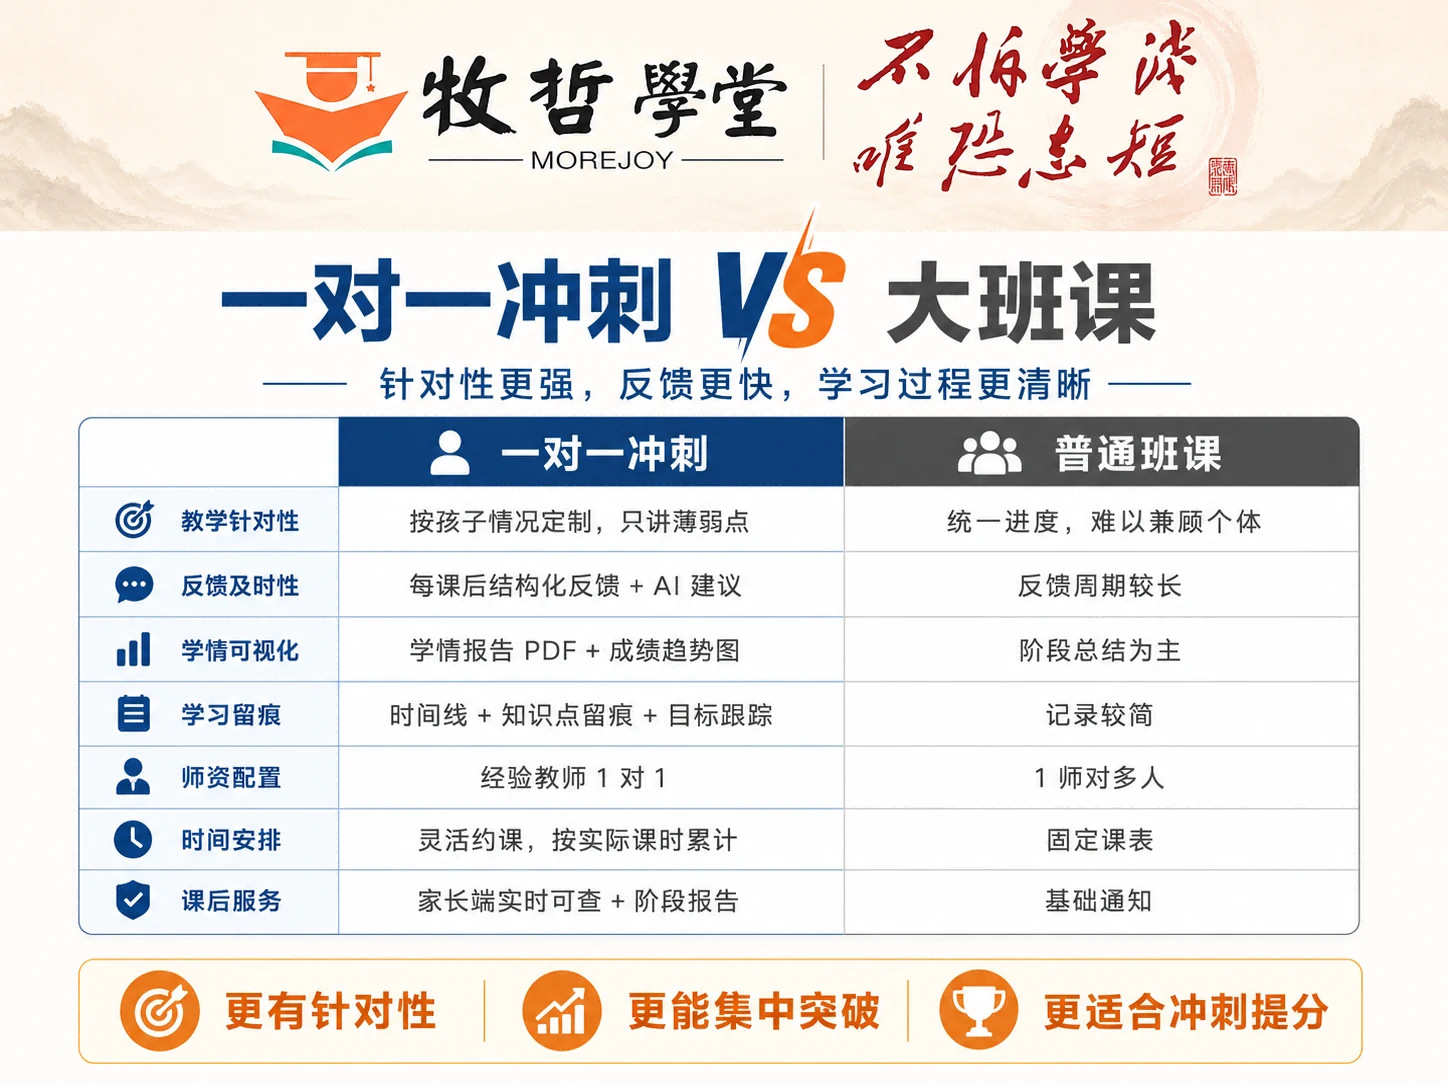 牧哲學堂
MOREJOY
不怕學淺
唯恐志短
一对一冲刺 VS 大班课
针对性更强，反馈更快，学习过程更清晰
一对一冲刺 普通班课
教学针对性 按孩子情况定制，只讲薄弱点 统一进度，难以兼顾个体
反馈及时性 每课后结构化反馈 + AI 建议 反馈周期较长
学情可视化 学情报告 PDF + 成绩趋势图 阶段总结为主
学习留痕 时间线 + 知识点留痕 + 目标跟踪 记录较简
师资配置 经验教师 1 对 1 1 师对多人
时间安排 灵活约课，按实际课时累计 固定课表
课后服务 家长端实时可查 + 阶段报告 基础通知
更有针对性 更能集中突破 更适合冲刺提分